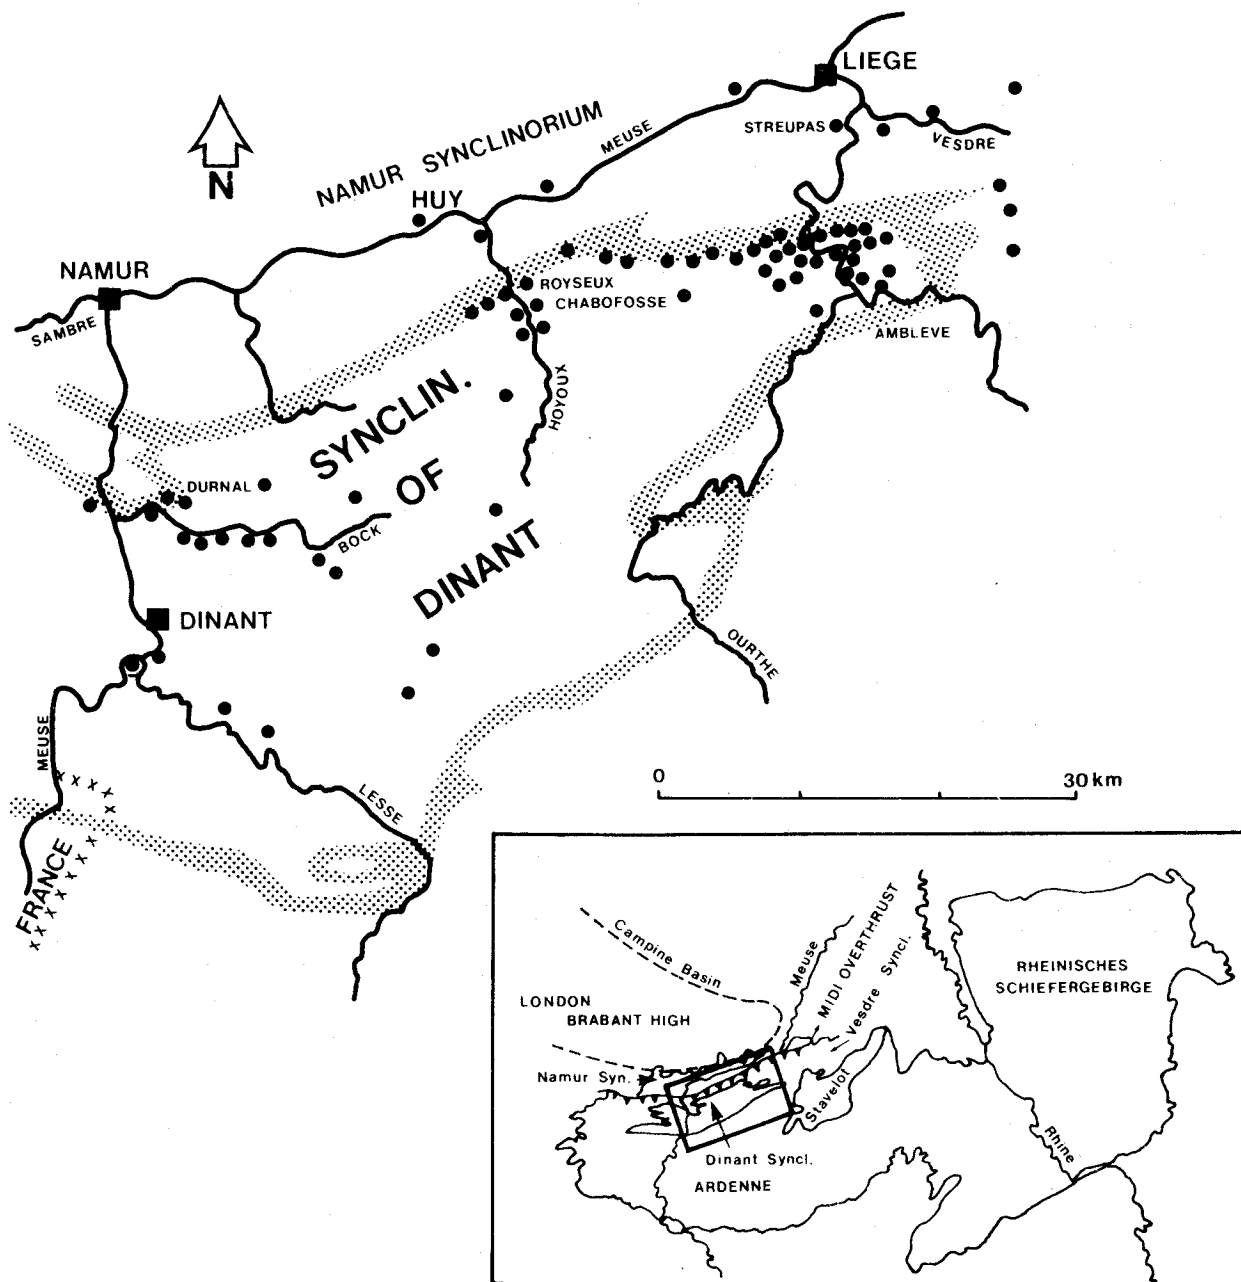 LIEGE
STREUPAS
VESDRE
MEUSE
NAMUR SYNCLINORIUM
N
HUY
NAMUR
SAMBRE
ROYSEUX
CHABOFOSSE
AMBLEVE
HOYOUX
SYNCLIN.
OF
DINANT
DURNAL
BOCK
DINANT
OURTHE
MEUSE
LESSE
FRANCE
0 30 km
Campine Basin
Meuse
MIDI OVERTHRUST
Vesdre Syncl.
LONDON
BRABANT HIGH
RHEINISCHES
SCHIEFERGEBIRGE
Namur Syn.
Stavelot
Dinant Syncl.
ARDENNE
Rhine